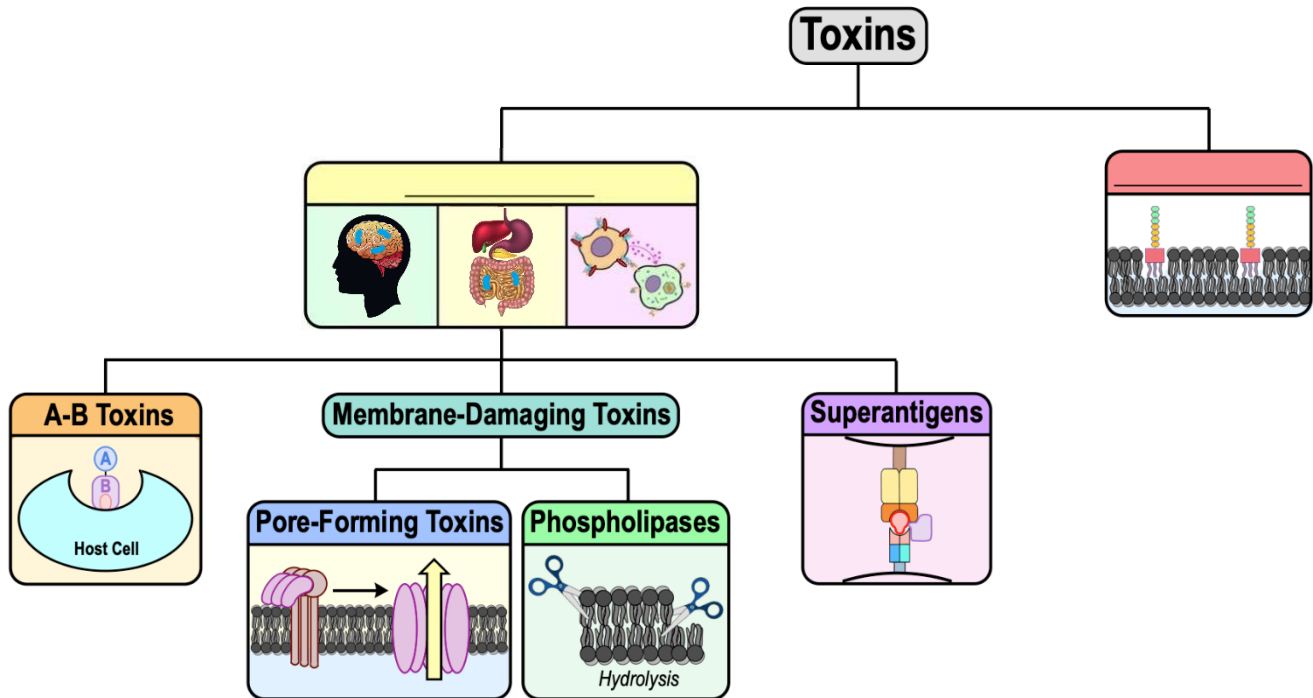 Toxins
A-B Toxins
A
B
Host Cell
Membrane-Damaging Toxins
Superantigens
Pore-Forming Toxins
Phospholipases
Hydrolysis